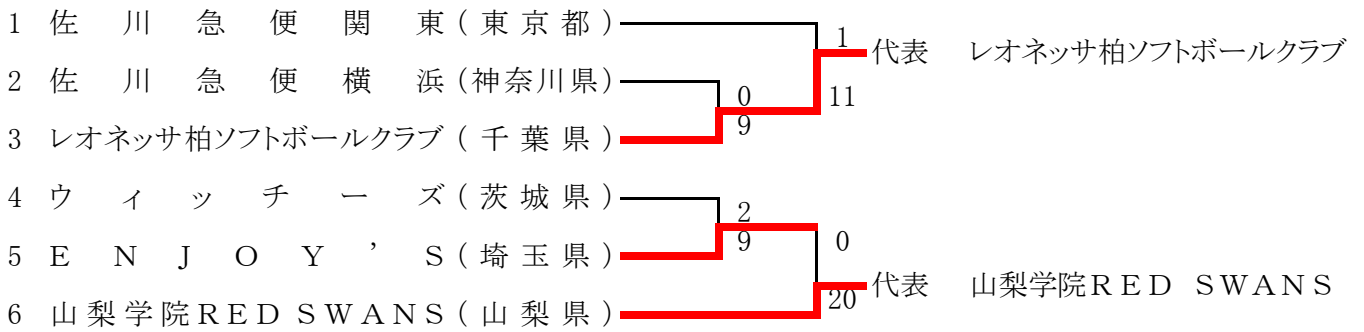 1 佐川急便関東(東京都)
1
代表 レオネッサ柏ソフトボールクラブ
2 佐川急便横浜(神奈川県)
0
11
9
3 レオネッサ柏ソフトボールクラブ(千葉県)
4 ウィッチーズ(茨城県)
2
9
0
5 ENJOY’S(埼玉県)
代表 山梨学院RED SWANS
20
6 山梨学院RED SWANS(山梨県)